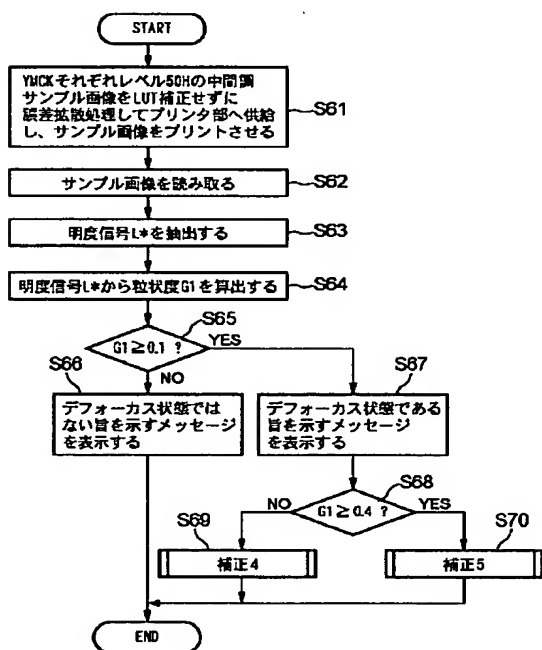 START
YMCKそれぞれレベル50Hの中間調
サンプル画像をLUT補正せずに
誤差拡散処理してプリンタ部へ供給
し、サンプル画像をプリントさせる
S61
サンプル画像を読み取る
S62
明度信号L*を抽出する
S63
明度信号L*から粒状度G1を算出する
S64
S65
G1≧0.1 ?
YES
NO
S66
デフォーカス状態では
ない旨を示すメッセージ
を表示する
S67
デフォーカス状態である
旨を示すメッセージ
を表示する
S68
G1≧0.4 ?
NO
YES
S69
補正4
S70
補正5
END